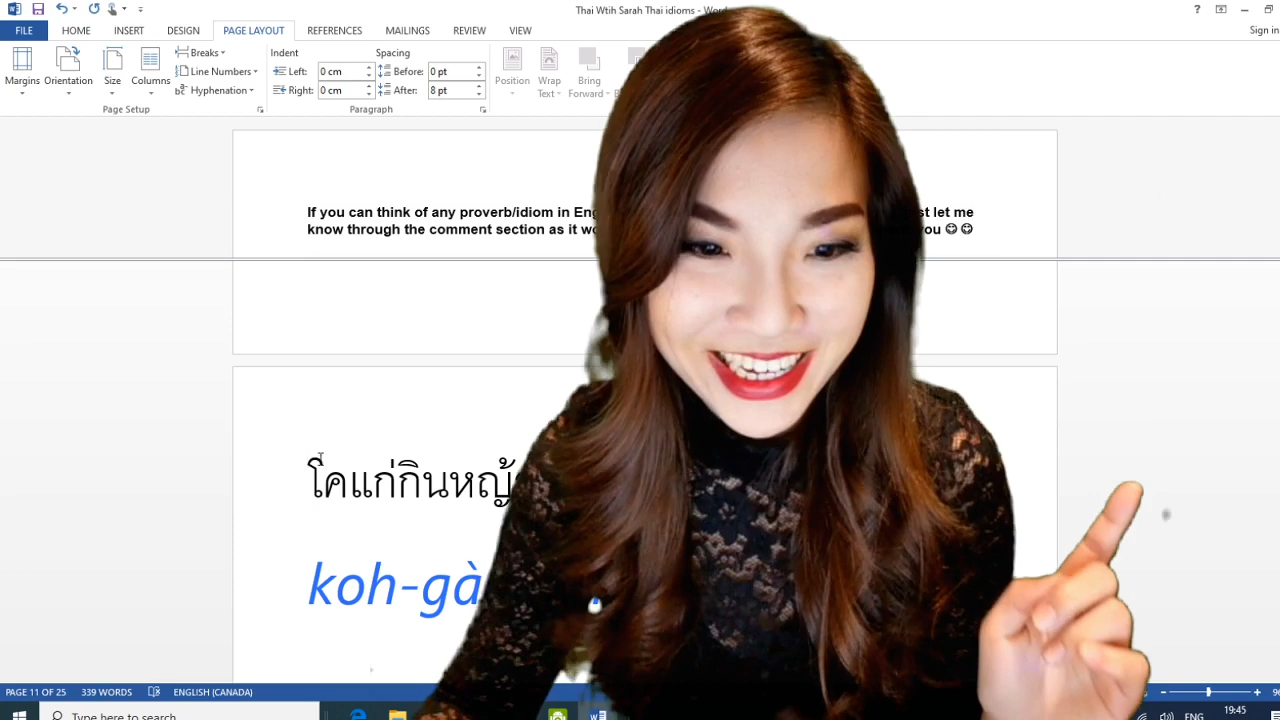 Thai Wtih Sarah Thai idioms - Word
?
FILE HOME INSERT DESIGN PAGE LAYOUT REFERENCES MAILINGS REVIEW VIEW
Sign in
Margins Orientation Size Columns
Breaks
Line Numbers
Hyphenation
Page Setup
Indent
Left: 0 cm
Right: 0 cm
Spacing
Before: 0 pt
After: 8 pt
Paragraph
Position
Wrap Text
Bring Forward
If you can think of any proverb/idiom in let me
know through the comment section as it you
โคแก่กินหญ้
koh-gà
PAGE 11 OF 25 339 WORDS ENGLISH (CANADA)
Type here to search
ENG
19:45